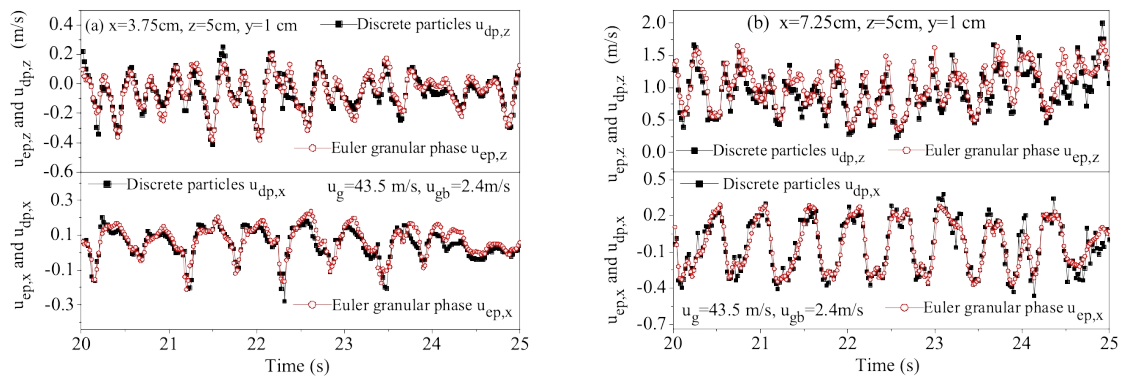 (a) x=3.75cm, z=5cm, y=1 cm
Discrete particles u_dp,z
u_ep,z and u_dp,z (m/s)
0.4
0.2
0.0
-0.2
-0.4
-0.6
Euler granular phase u_ep,z
Discrete particles u_dp,x
u_g=43.5 m/s, u_gb=2.4m/s
u_ep,x and u_dp,x
0.3
0.1
-0.1
-0.3
Euler granular phase u_ep,x
20 21 22 23 24 25
Time (s)
(b) x=7.25cm, z=5cm, y=1 cm
u_ep,z and u_dp,z (m/s)
2.0
1.5
1.0
0.5
0.0
Discrete particles u_dp,z
Euler granular phase u_ep,z
Discrete particles u_dp,x
u_ep,x and u_dp,x
0.5
0.2
-0.1
-0.4
-0.7
u_g=43.5 m/s, u_gb=2.4m/s
Euler granular phase u_ep,x
20 21 22 23 24 25
Time (s)